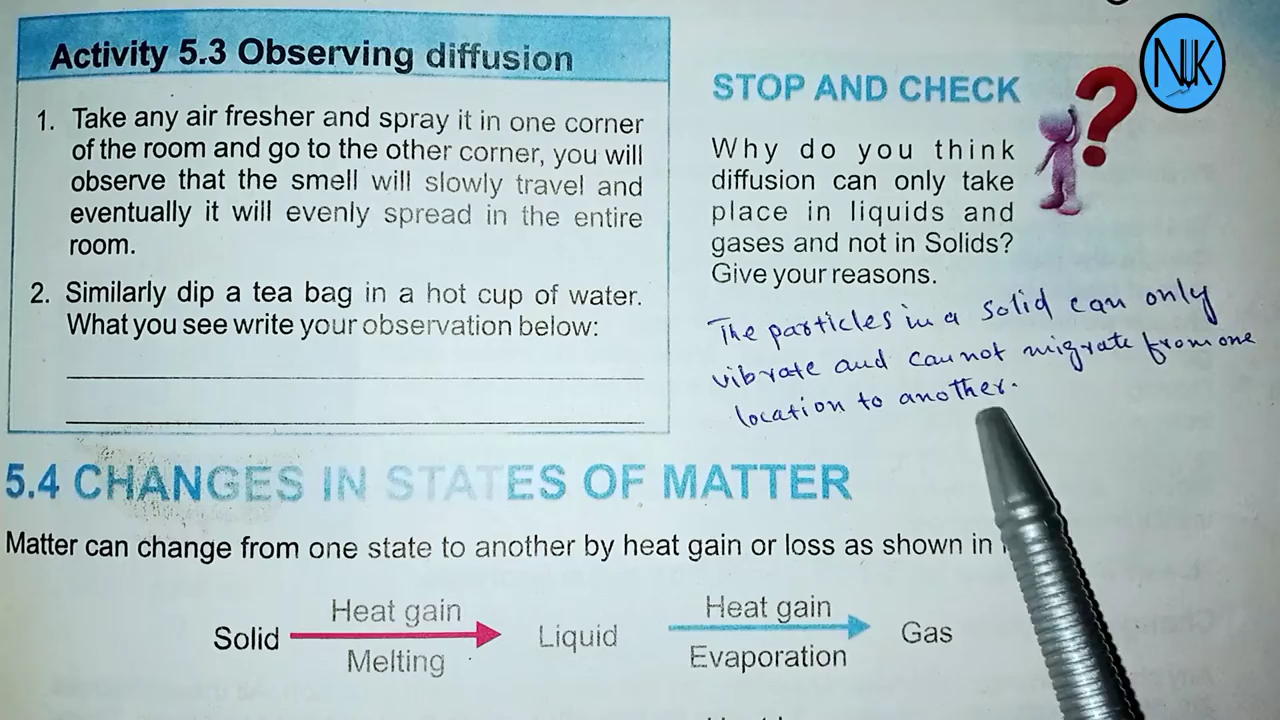 Activity 5.3 Observing diffusion
1. Take any air fresher and spray it in one corner
of the room and go to the other corner, you will
observe that the smell will slowly travel and
eventually it will evenly spread in the entire
room.
2. Similarly dip a tea bag in a hot cup of water.
What you see write your observation below:
STOP AND CHECK
?
NUK
Why do you think
diffusion can only take
place in liquids and
gases and not in Solids?
Give your reasons.
The particles in a solid can only
vibrate and cannot migrate from one
location to another.
5.4 CHANGES IN STATES OF MATTER
Matter can change from one state to another by heat gain or loss as shown in
Heat gain
Solid
Melting
Liquid
Heat gain
Evaporation
Gas